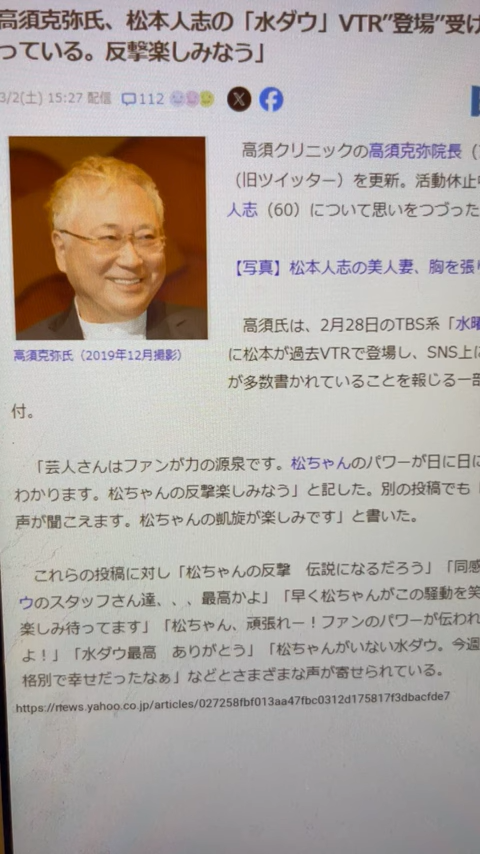 高須克弥氏、松本人志の「水ダウ」VTR”登場”受け
っている。反撃楽しみなう」
3/2(土) 15:27 配信 112
高須クリニックの高須克弥院長（
（旧ツイッター）を更新。活動休止
人志（60）について思いをつづった
【写真】松本人志の美人妻、胸を張り
高須氏は、2月28日のTBS系「水曜
に松本が過去VTRで登場し、SNS上に
が多数書かれていることを報じる一部
高須克弥氏（2019年12月撮影）
付。
「芸人さんはファンが力の源泉です。松ちゃんのパワーが日に日に
わかります。松ちゃんの反撃楽しみなう」と記した。別の投稿でも
声が聞こえます。松ちゃんの凱旋が楽しみです」と書いた。
これらの投稿に対し「松ちゃんの反撃　伝説になるだろう」「同感
ウのスタッフさん達、、、最高かよ」「早く松ちゃんがこの騒動を笑
楽しみ待ってます」「松ちゃん、頑張れー！ファンのパワーが伝われ
よ！」「水ダウ最高　ありがとう」「松ちゃんがいない水ダウ。今週
格別で幸せだったなぁ」などとさまざまな声が寄せられている。
https://news.yahoo.co.jp/articles/027258fbf013aa47fbc0312d175817f3dbacfde7